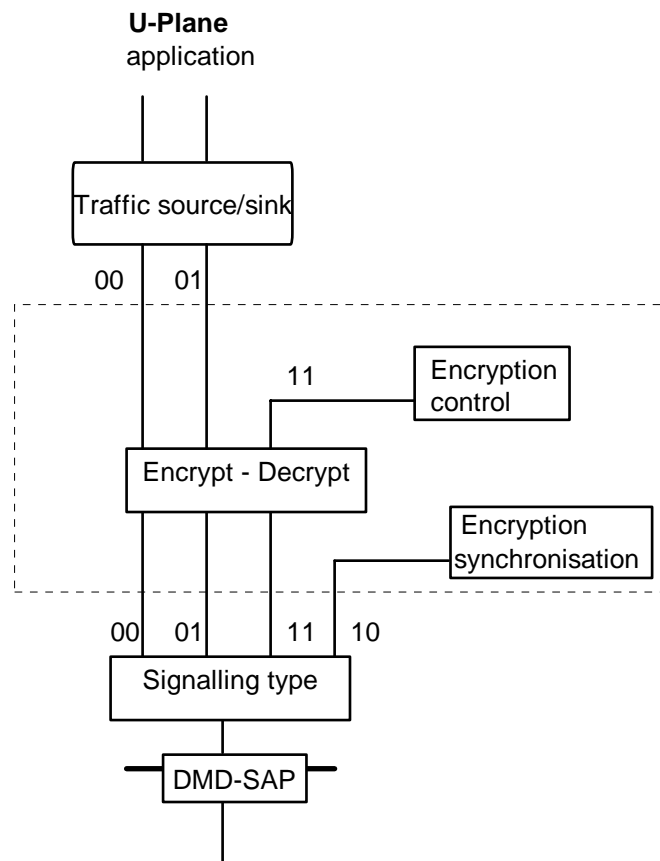 U-Plane
application
Traffic source/sink
00 01
11
Encryption
control
Encrypt - Decrypt
Encryption
synchronisation
00 01 11 10
Signalling type
DMD-SAP